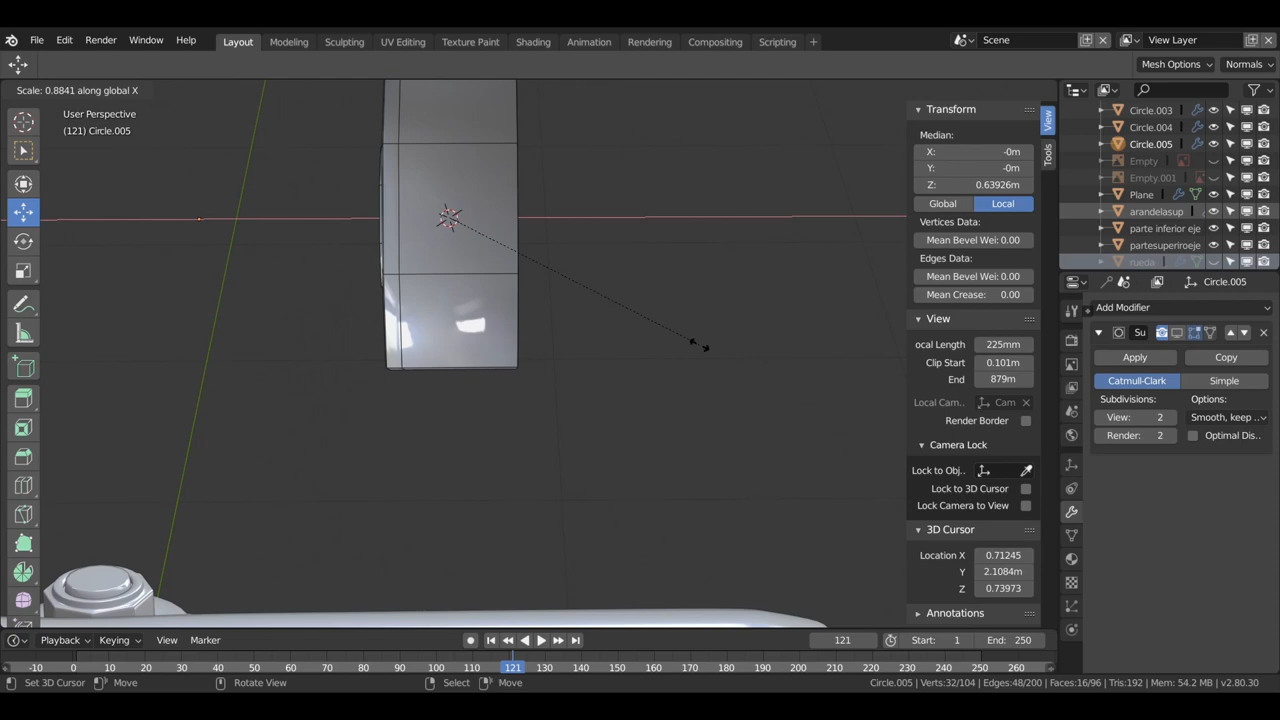 File Edit Render Window Help Layout Modeling Sculpting UV Editing Texture Paint Shading Animation Rendering Compositing Scripting + Scene View Layer
Mesh Options Normals
Scale: 0.8841 along global X
User Perspective
(121) Circle.005
Transform
Median:
X: -0m
Y: -0m
Z: 0.63926m
Global Local
Vertices Data:
Mean Bevel Wei: 0.00
Edges Data:
Mean Bevel Wei: 0.00
Mean Crease: 0.00
View
ocal Length 225mm
Clip Start 0.101m
End 879m
Local Cam.. Cam
Render Border
Camera Lock
Lock to Obj..
Lock to 3D Cursor
Lock Camera to View
3D Cursor
Location X 0.71245
Y 2.1084m
Z 0.73973
Annotations
View
Tools
Circle.003
Circle.004
Circle.005
Empty
Empty.001
Plane
arandelasup
parte inferior eje
partesuperiroeje
rueda
Circle.005
Add Modifier
Su
Apply Copy
Catmull-Clark Simple
Subdivisions: Options:
View: 2 Smooth, keep ..
Render: 2 Optimal Dis..
Playback Keying View Marker 121 Start: 1 End: 250
-10 0 10 20 30 40 50 60 70 80 90 100 110 121 130 140 150 160 170 180 190 200 210 220 230 240 250 260
Set 3D Cursor Move Rotate View Select Move Circle.005 | Verts:32/104 | Edges:48/200 | Faces:16/96 | Tris:192 | Mem: 54.2 MB | v2.80.30